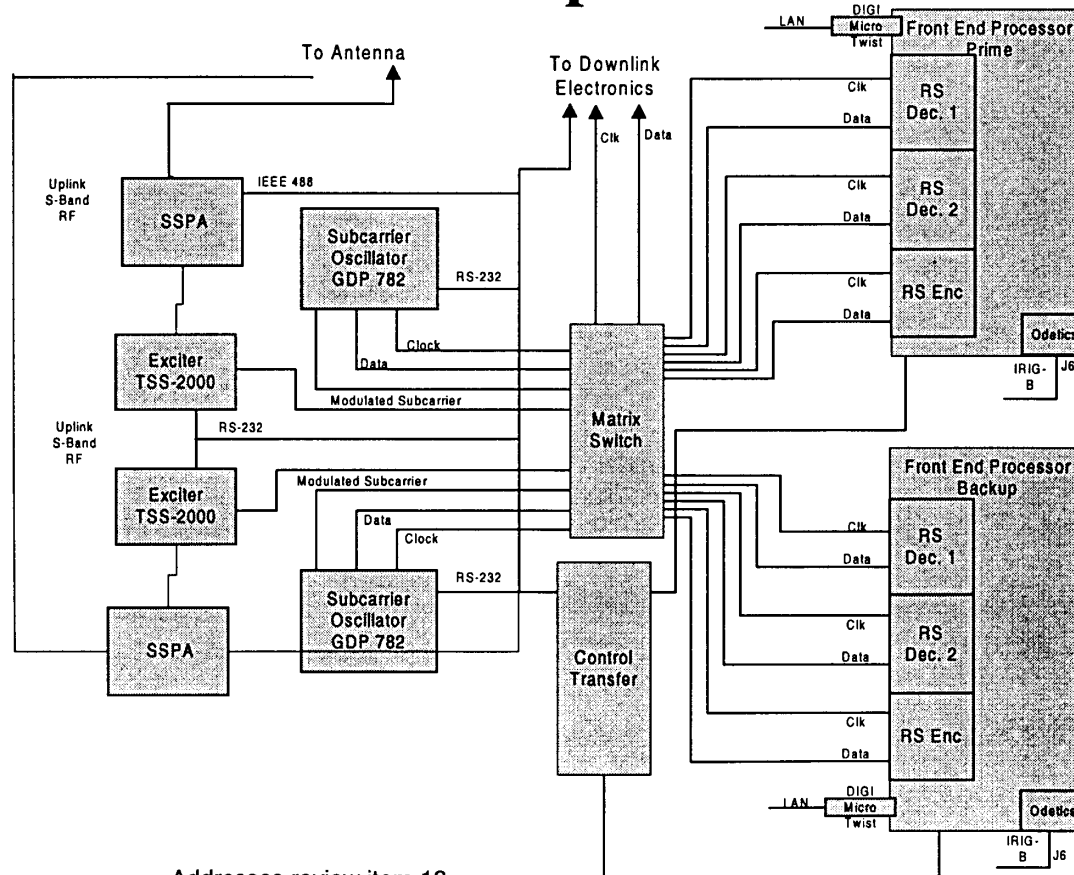 DIGI
LAN
Micro
Twist
Front End Processor
Prime
To Antenna
To Downlink
Electronics
Clk
Data
Clk
RS
Dec. 1
Data
Clk
RS
Dec. 2
Data
Clk
RS Enc
Data
Odetics
IRIG-
B
J6
Uplink
S-Band
RF
SSPA
IEEE 488
Subcarrier
Oscillator
GDP 782
RS-232
Clock
Data
Exciter
TSS-2000
Modulated Subcarrier
Matrix
Switch
Uplink
S-Band
RF
RS-232
Exciter
TSS-2000
Modulated Subcarrier
Data
Clock
RS-232
Subcarrier
Oscillator
GDP 782
SSPA
Control
Transfer
Front End Processor
Backup
Clk
RS
Dec. 1
Data
Clk
RS
Dec. 2
Data
Clk
RS Enc
Data
DIGI
LAN
Micro
Twist
Odetics
IRIG-
B
J6